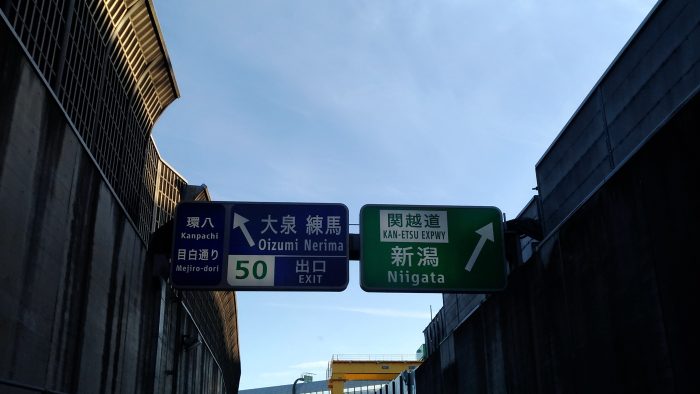 環八
Kanpachi
目白通り
Mejiro-dori
大泉 練馬
Oizumi Nerima
50 出口
EXIT
関越道
KAN-ETSU EXPWY
新潟
Niigata